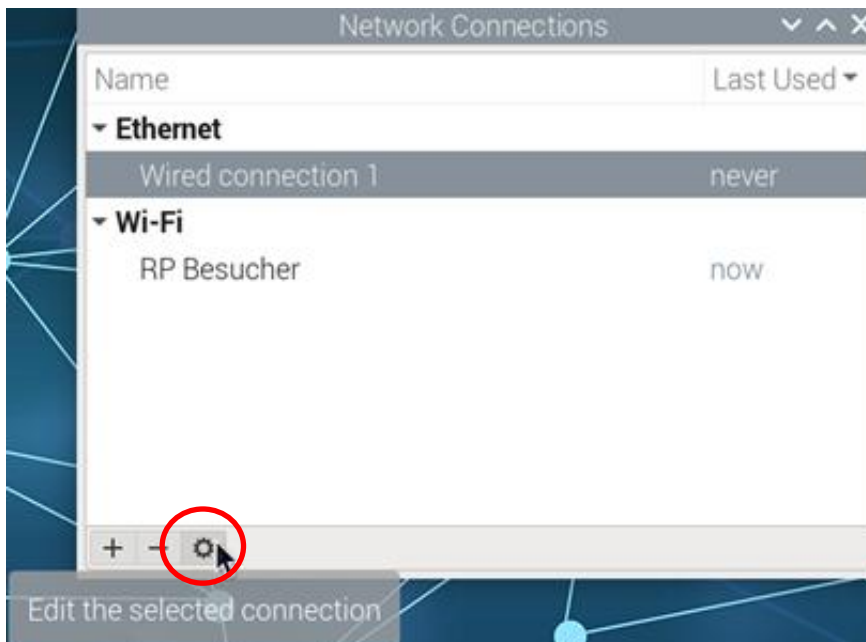 Network Connections
Name Last Used
Ethernet
Wired connection 1 never
Wi-Fi
RP Besucher now
Edit the selected connection